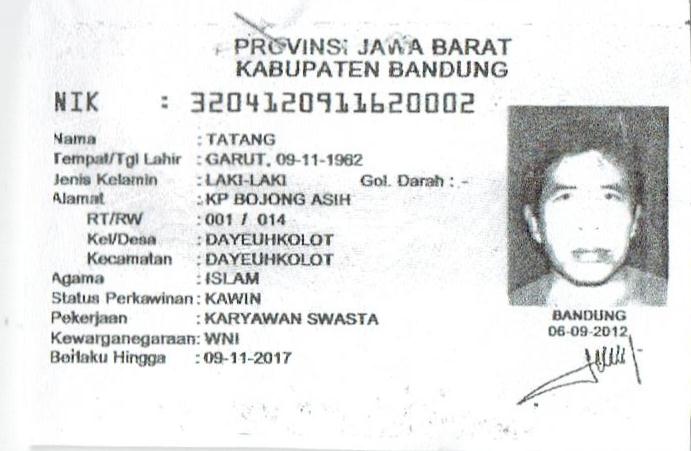 PROVINSI JAWA BARAT
KABUPATEN BANDUNG
NIK : 3204120911620002
Nama : TATANG
Tempat/Tgl Lahir : GARUT, 09-11-1962
Jenis Kelamin : LAKI-LAKI Gol. Darah : -
Alamat : KP BOJONG ASIH
RT/RW : 001 / 014
Kel/Desa : DAYEUHKOLOT
Kecamatan : DAYEUHKOLOT
Agama : ISLAM
Status Perkawinan : KAWIN
Pekerjaan : KARYAWAN SWASTA
Kewarganegaraan: WNI
Berlaku Hingga : 09-11-2017
BANDUNG
06-09-2012